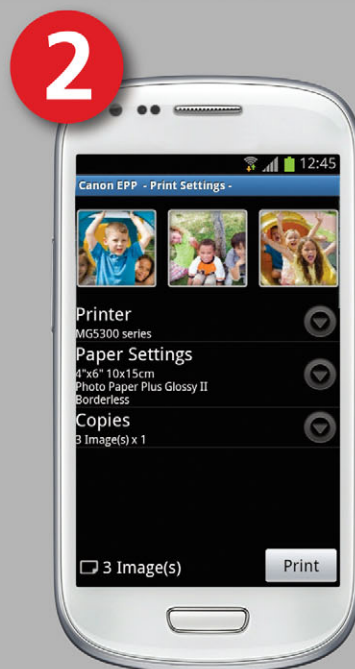 2
12:45
Canon EPP - Print Settings -
Printer
MG5300 series
Paper Settings
4"x6" 10x15cm
Photo Paper Plus Glossy II
Borderless
Copies
3 Image(s) x 1
3 Image(s)
Print